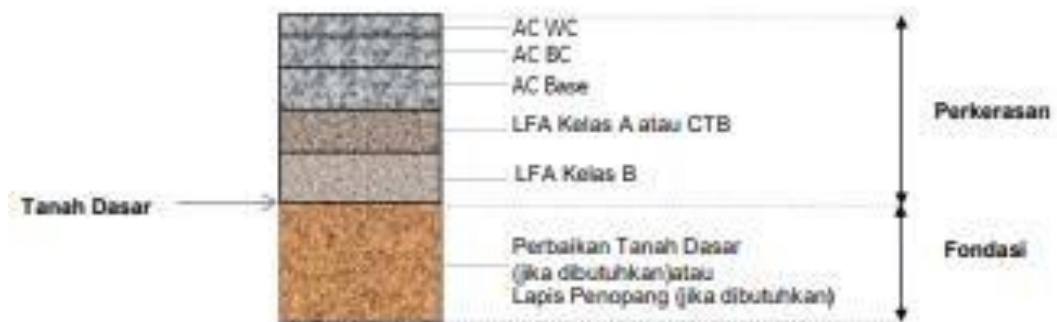 AC WC
AC BC
AC Base
LFA Kelas A atau CTB
LFA Kelas B
Perkerasan
Tanah Dasar
Perbaikan Tanah Dasar
(jika dibutuhkan)atau
Lapis Penopang (jika dibutuhkan)
Fondasi